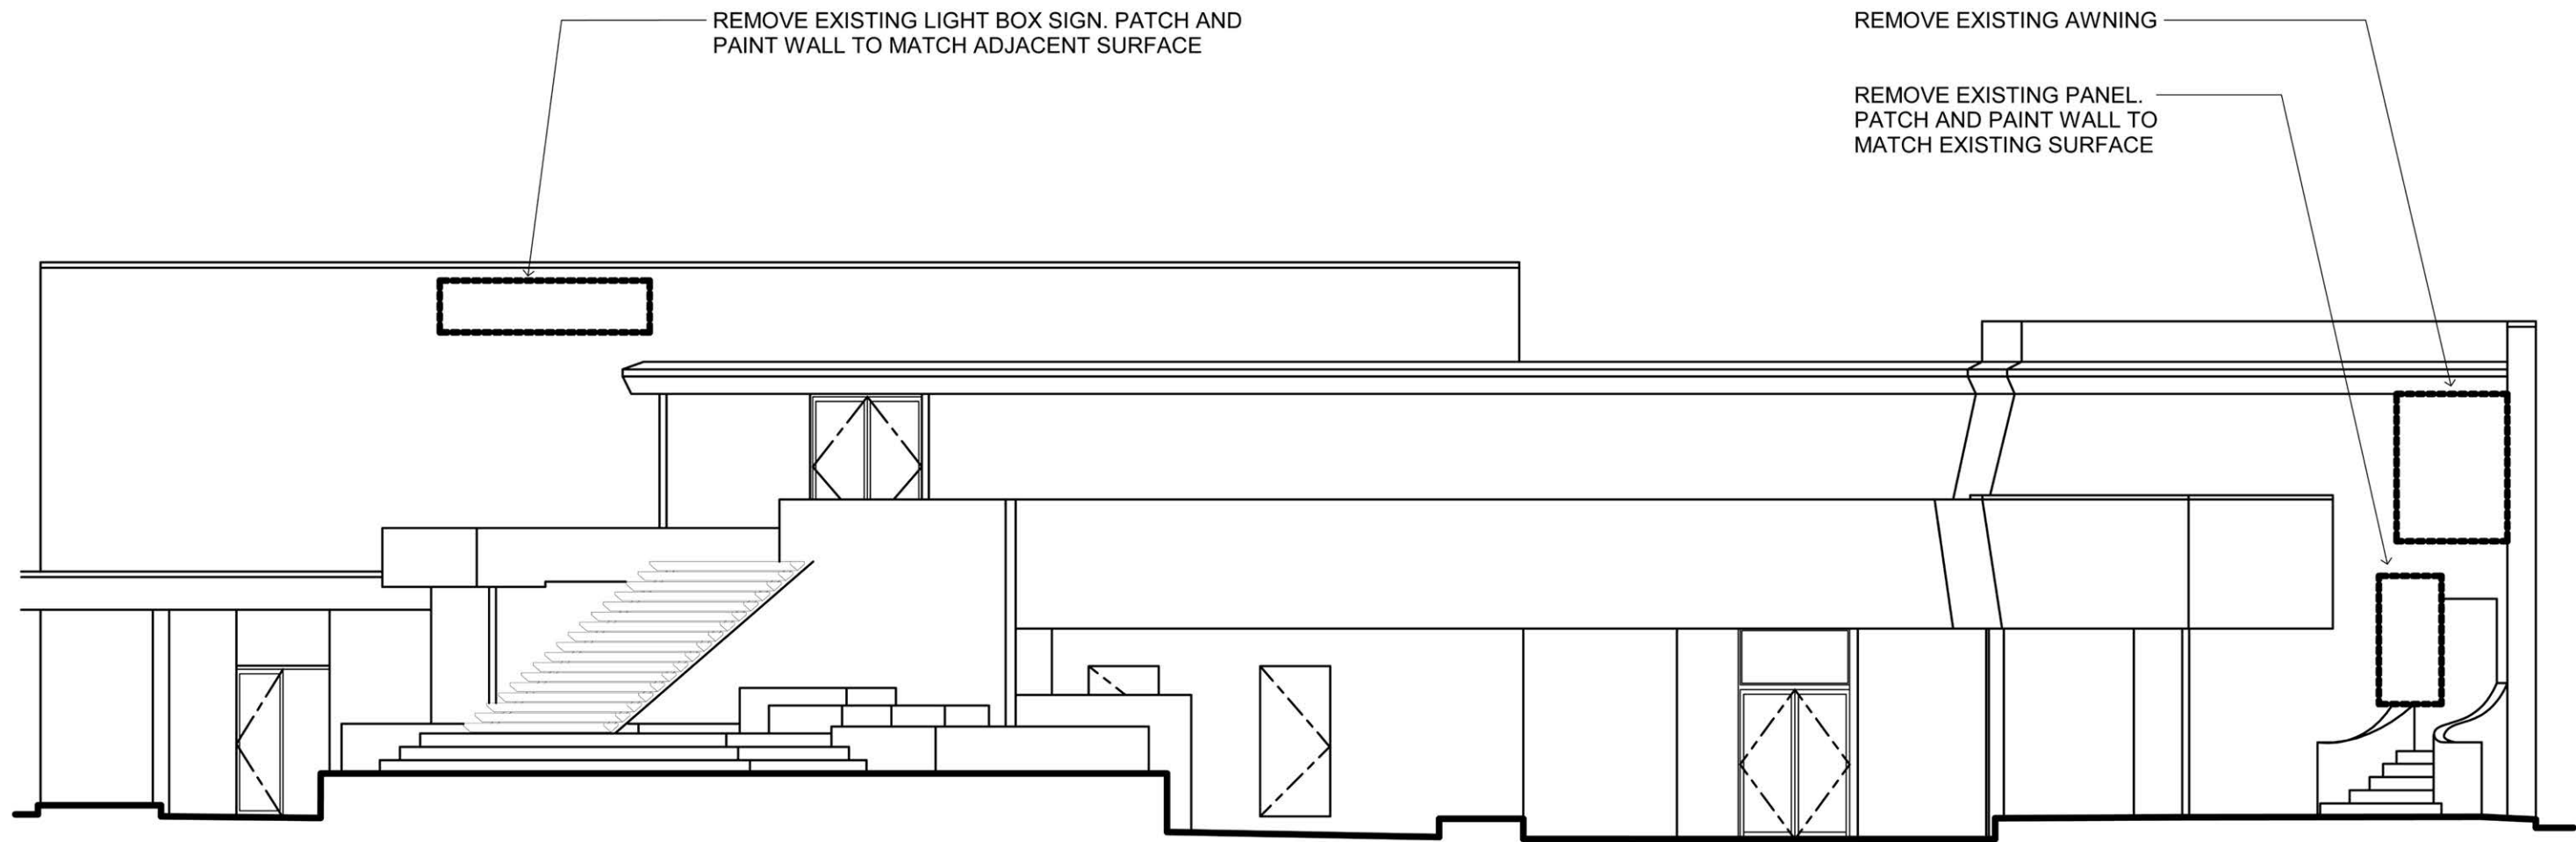 REMOVE EXISTING LIGHT BOX SIGN. PATCH AND
PAINT WALL TO MATCH ADJACENT SURFACE
REMOVE EXISTING AWNING
REMOVE EXISTING PANEL.
PATCH AND PAINT WALL TO
MATCH EXISTING SURFACE